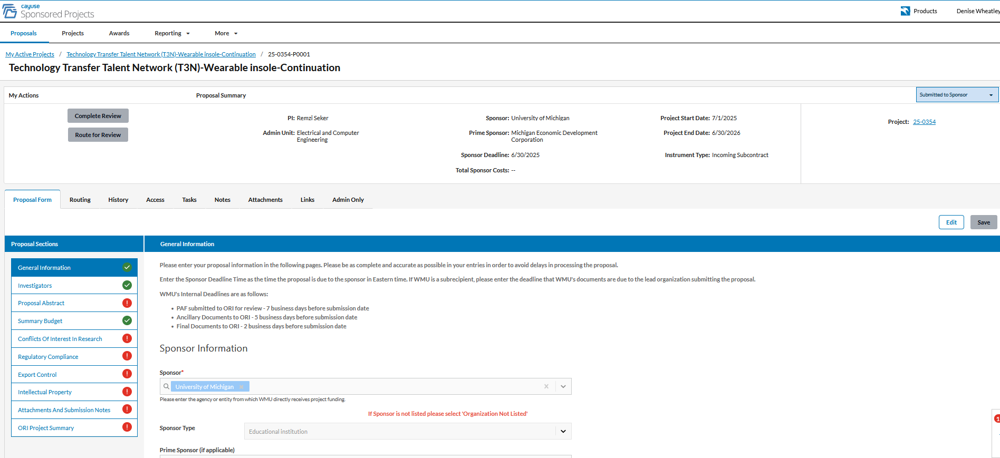 cayuse
Sponsored Projects
Products
Denise Wheatley
Proposals
Projects
Awards
Reporting
More
My Active Projects / Technology Transfer Talent Network (T3N)-Wearable insole-Continuation / 25-0354-P0001
Technology Transfer Talent Network (T3N)-Wearable insole-Continuation
My Actions
Proposal Summary
Submitted to Sponsor
Complete Review
Route for Review
PI: Remzi Seker
Admin Unit: Electrical and Computer
Engineering
Sponsor: University of Michigan
Prime Sponsor: Michigan Economic Development
Corporation
Sponsor Deadline: 6/30/2025
Total Sponsor Costs: --
Project Start Date: 7/1/2025
Project End Date: 6/30/2026
Instrument Type: Incoming Subcontract
Project: 25-0354
Proposal Form
Routing
History
Access
Tasks
Notes
Attachments
Links
Admin Only
Edit
Save
Proposal Sections
General Information
Investigators
Proposal Abstract
Summary Budget
Conflicts Of Interest In Research
Regulatory Compliance
Export Control
Intellectual Property
Attachments And Submission Notes
ORI Project Summary
General Information
Please enter your proposal information in the following pages. Please be as complete and accurate as possible in your entries in order to avoid delays in processing the proposal.
Enter the Sponsor Deadline Time as the time the proposal is due to the sponsor in Eastern time. If WMU is a subrecipient, please enter the deadline that WMU's documents are due to the lead organization submitting the proposal.
WMU's Internal Deadlines are as follows:
• PAF submitted to ORI for review - 7 business days before submission date
• Ancillary Documents to ORI - 5 business days before submission date
• Final Documents to ORI - 2 business days before submission date
Sponsor Information
Sponsor*
University of Michigan
Please enter the agency or entity from which WMU directly receives project funding.
If Sponsor is not listed please select 'Organization Not Listed'
Sponsor Type
Educational institution
Prime Sponsor (if applicable)